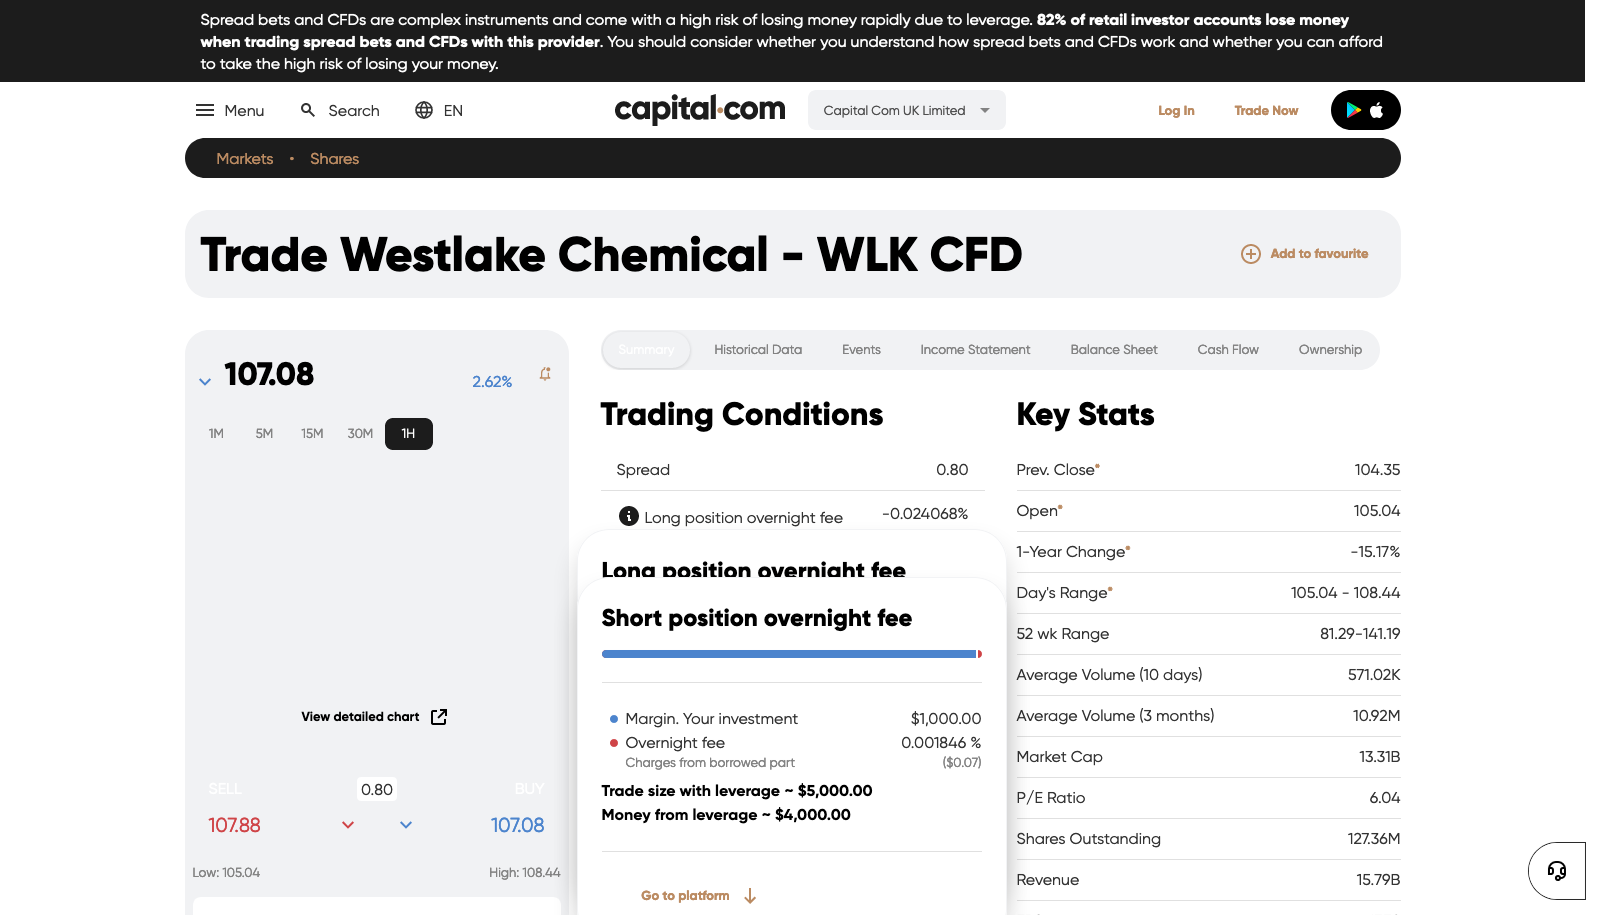 Spread bets and CFDs are complex instruments and come with a high risk of losing money rapidly due to leverage. 82% of retail investor accounts lose money
when trading spread bets and CFDs with this provider. You should consider whether you understand how spread bets and CFDs work and whether you can afford
to take the high risk of losing your money.
Menu Search EN capital.com Capital Com UK Limited Log In Trade Now
Markets · Shares
Trade Westlake Chemical - WLK CFD Add to favourite
107.08 2.62%
1M 5M 15M 30M 1H
View detailed chart
SELL 0.80 BUY
107.88 107.08
Low: 105.04 High: 108.44
Summary Historical Data Events Income Statement Balance Sheet Cash Flow Ownership
Trading Conditions
Spread 0.80
Long position overnight fee -0.024068%
Long position overnight fee
Short position overnight fee
Margin. Your investment $1,000.00
Overnight fee 0.001846 %
Charges from borrowed part ($0.07)
Trade size with leverage ~ $5,000.00
Money from leverage ~ $4,000.00
Go to platform
Key Stats
Prev. Close* 104.35
Open* 105.04
1-Year Change* -15.17%
Day's Range* 105.04 - 108.44
52 wk Range 81.29-141.19
Average Volume (10 days) 571.02K
Average Volume (3 months) 10.92M
Market Cap 13.31B
P/E Ratio 6.04
Shares Outstanding 127.36M
Revenue 15.79B